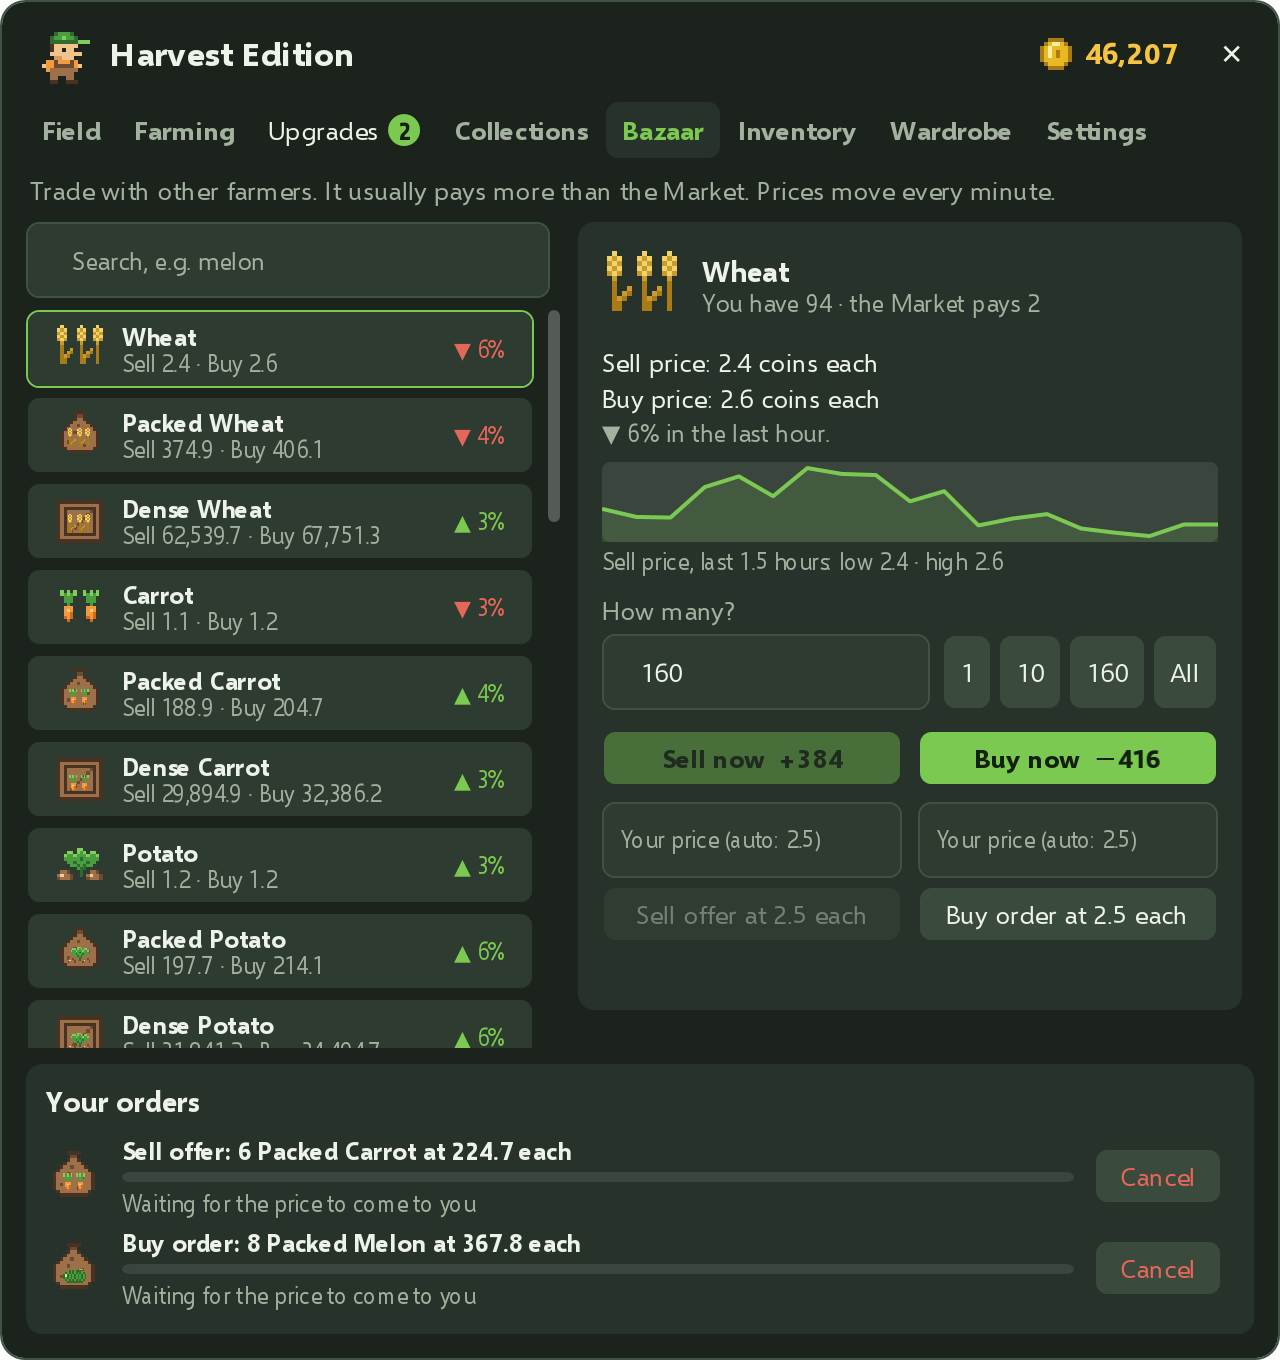 Harvest Edition
46,207
×
Field Farming Upgrades 2 Collections Bazaar Inventory Wardrobe Settings
Trade with other farmers. It usually pays more than the Market. Prices move every minute.
Search, e.g. melon
Wheat
Sell 2.4 · Buy 2.6
▼ 6%
Packed Wheat
Sell 374.9 · Buy 406.1
▼ 4%
Dense Wheat
Sell 62,539.7 · Buy 67,751.3
▲ 3%
Carrot
Sell 1.1 · Buy 1.2
▼ 3%
Packed Carrot
Sell 188.9 · Buy 204.7
▲ 4%
Dense Carrot
Sell 29,894.9 · Buy 32,386.2
▲ 3%
Potato
Sell 1.2 · Buy 1.2
▲ 3%
Packed Potato
Sell 197.7 · Buy 214.1
▲ 6%
Dense Potato
▲ 6%
Wheat
You have 94 · the Market pays 2
Sell price: 2.4 coins each
Buy price: 2.6 coins each
▼ 6% in the last hour.
Sell price, last 1.5 hours: low 2.4 · high 2.6
How many?
160 1 10 160 All
Sell now +384 Buy now −416
Your price (auto: 2.5) Your price (auto: 2.5)
Sell offer at 2.5 each Buy order at 2.5 each
Your orders
Sell offer: 6 Packed Carrot at 224.7 each
Waiting for the price to come to you
Cancel
Buy order: 8 Packed Melon at 367.8 each
Waiting for the price to come to you
Cancel